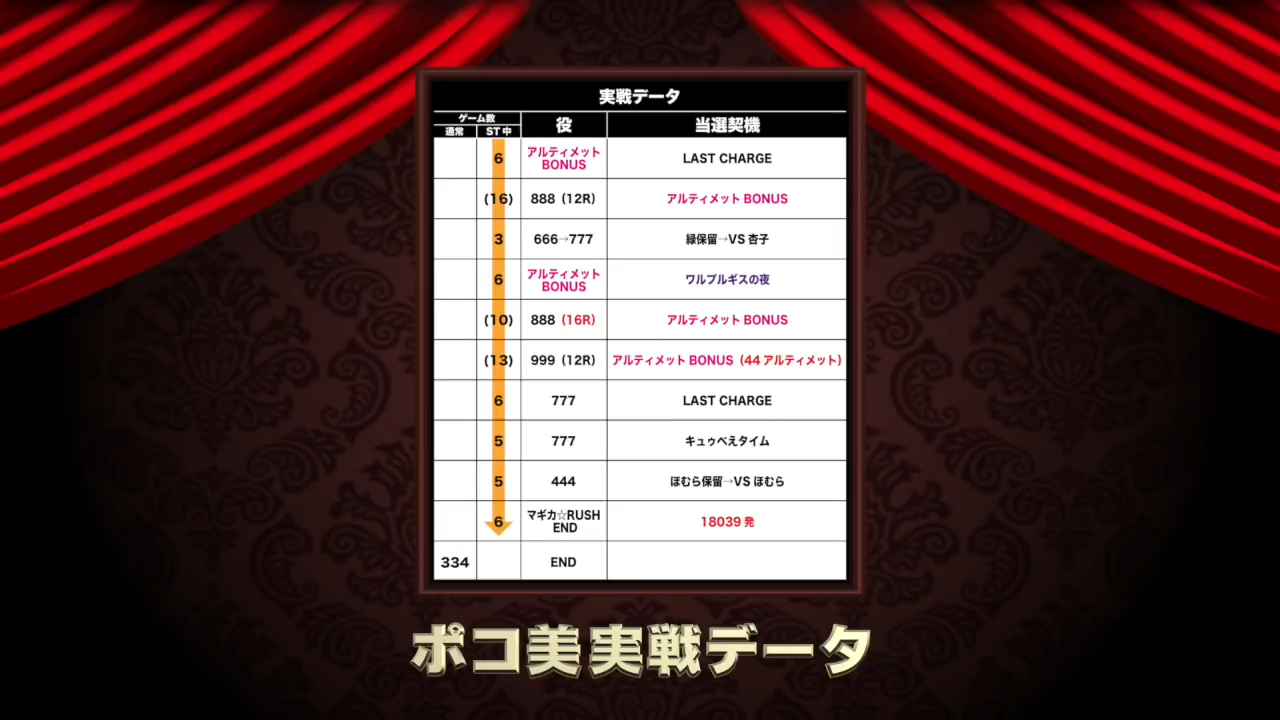 実戦データ
ゲーム数 役 当選契機
通常 ST中
6 アルティメット BONUS LAST CHARGE
(16) 888（12R） アルティメット BONUS
3 666→777 緑保留→VS 杏子
6 アルティメット BONUS ワルプルギスの夜
(10) 888（16R） アルティメット BONUS
(13) 999（12R） アルティメット BONUS（44 アルティメット）
6 777 LAST CHARGE
5 777 キュゥべえタイム
5 444 ほむら保留→VS ほむら
6 マギカ☆RUSH END 18039 発
334 END
ポコ美実戦データ